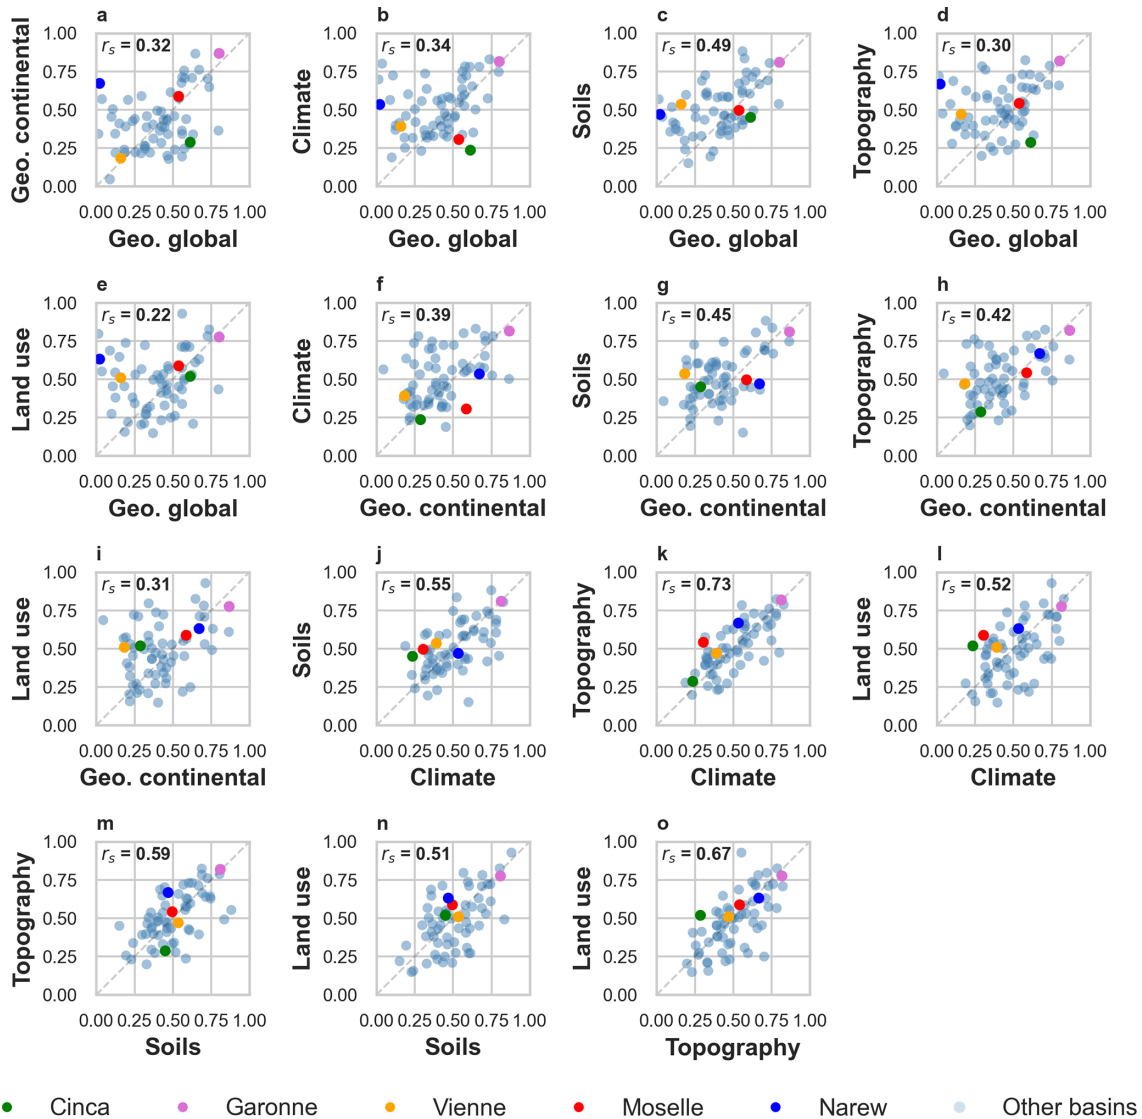 a
b
c
d
r_s = 0.32
r_s = 0.34
r_s = 0.49
r_s = 0.30
1.00
0.75
0.50
0.25
0.00
Geo. continental
1.00
0.75
0.50
0.25
0.00
Climate
1.00
0.75
0.50
0.25
0.00
Soils
1.00
0.75
0.50
0.25
0.00
Topography
0.00 0.25 0.50 0.75 1.00
0.00 0.25 0.50 0.75 1.00
0.00 0.25 0.50 0.75 1.00
0.00 0.25 0.50 0.75 1.00
Geo. global
Geo. global
Geo. global
Geo. global
e
f
g
h
r_s = 0.22
r_s = 0.39
r_s = 0.45
r_s = 0.42
1.00
0.75
0.50
0.25
0.00
Land use
1.00
0.75
0.50
0.25
0.00
Climate
1.00
0.75
0.50
0.25
0.00
Soils
1.00
0.75
0.50
0.25
0.00
Topography
0.00 0.25 0.50 0.75 1.00
0.00 0.25 0.50 0.75 1.00
0.00 0.25 0.50 0.75 1.00
0.00 0.25 0.50 0.75 1.00
Geo. global
Geo. continental
Geo. continental
Geo. continental
i
j
k
l
r_s = 0.31
r_s = 0.55
r_s = 0.73
r_s = 0.52
1.00
0.75
0.50
0.25
0.00
Land use
1.00
0.75
0.50
0.25
0.00
Soils
1.00
0.75
0.50
0.25
0.00
Topography
1.00
0.75
0.50
0.25
0.00
Land use
0.00 0.25 0.50 0.75 1.00
0.00 0.25 0.50 0.75 1.00
0.00 0.25 0.50 0.75 1.00
0.00 0.25 0.50 0.75 1.00
Geo. continental
Climate
Climate
Climate
m
n
o
r_s = 0.59
r_s = 0.51
r_s = 0.67
1.00
0.75
0.50
0.25
0.00
Topography
1.00
0.75
0.50
0.25
0.00
Land use
1.00
0.75
0.50
0.25
0.00
Land use
0.00 0.25 0.50 0.75 1.00
0.00 0.25 0.50 0.75 1.00
0.00 0.25 0.50 0.75 1.00
Soils
Soils
Topography
Cinca
Garonne
Vienne
Moselle
Narew
Other basins